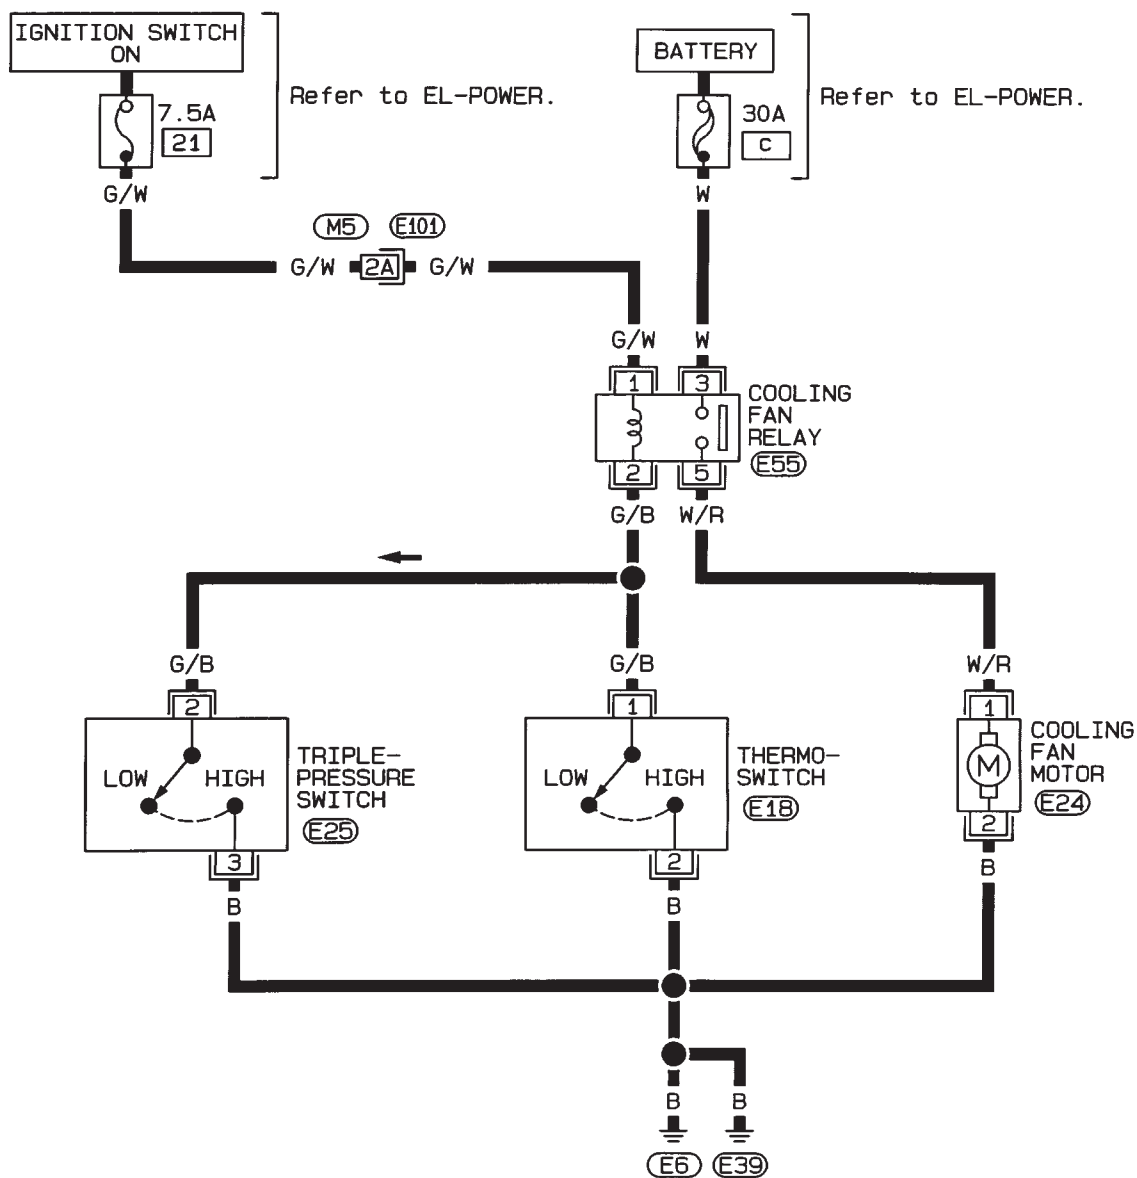 IGNITION SWITCH
ON
BATTERY
Refer to EL-POWER.
Refer to EL-POWER.
7.5A
21
30A
C
G/W
W
M5
E101
G/W
2A
G/W
G/W
W
1
3
COOLING
FAN
RELAY
E55
2
5
G/B
W/R
G/B
G/B
W/R
2
1
1
LOW
HIGH
TRIPLE-
PRESSURE
SWITCH
E25
LOW
HIGH
THERMO-
SWITCH
E18
M
COOLING
FAN
MOTOR
E24
3
2
2
B
B
B
B
B
E6
E39